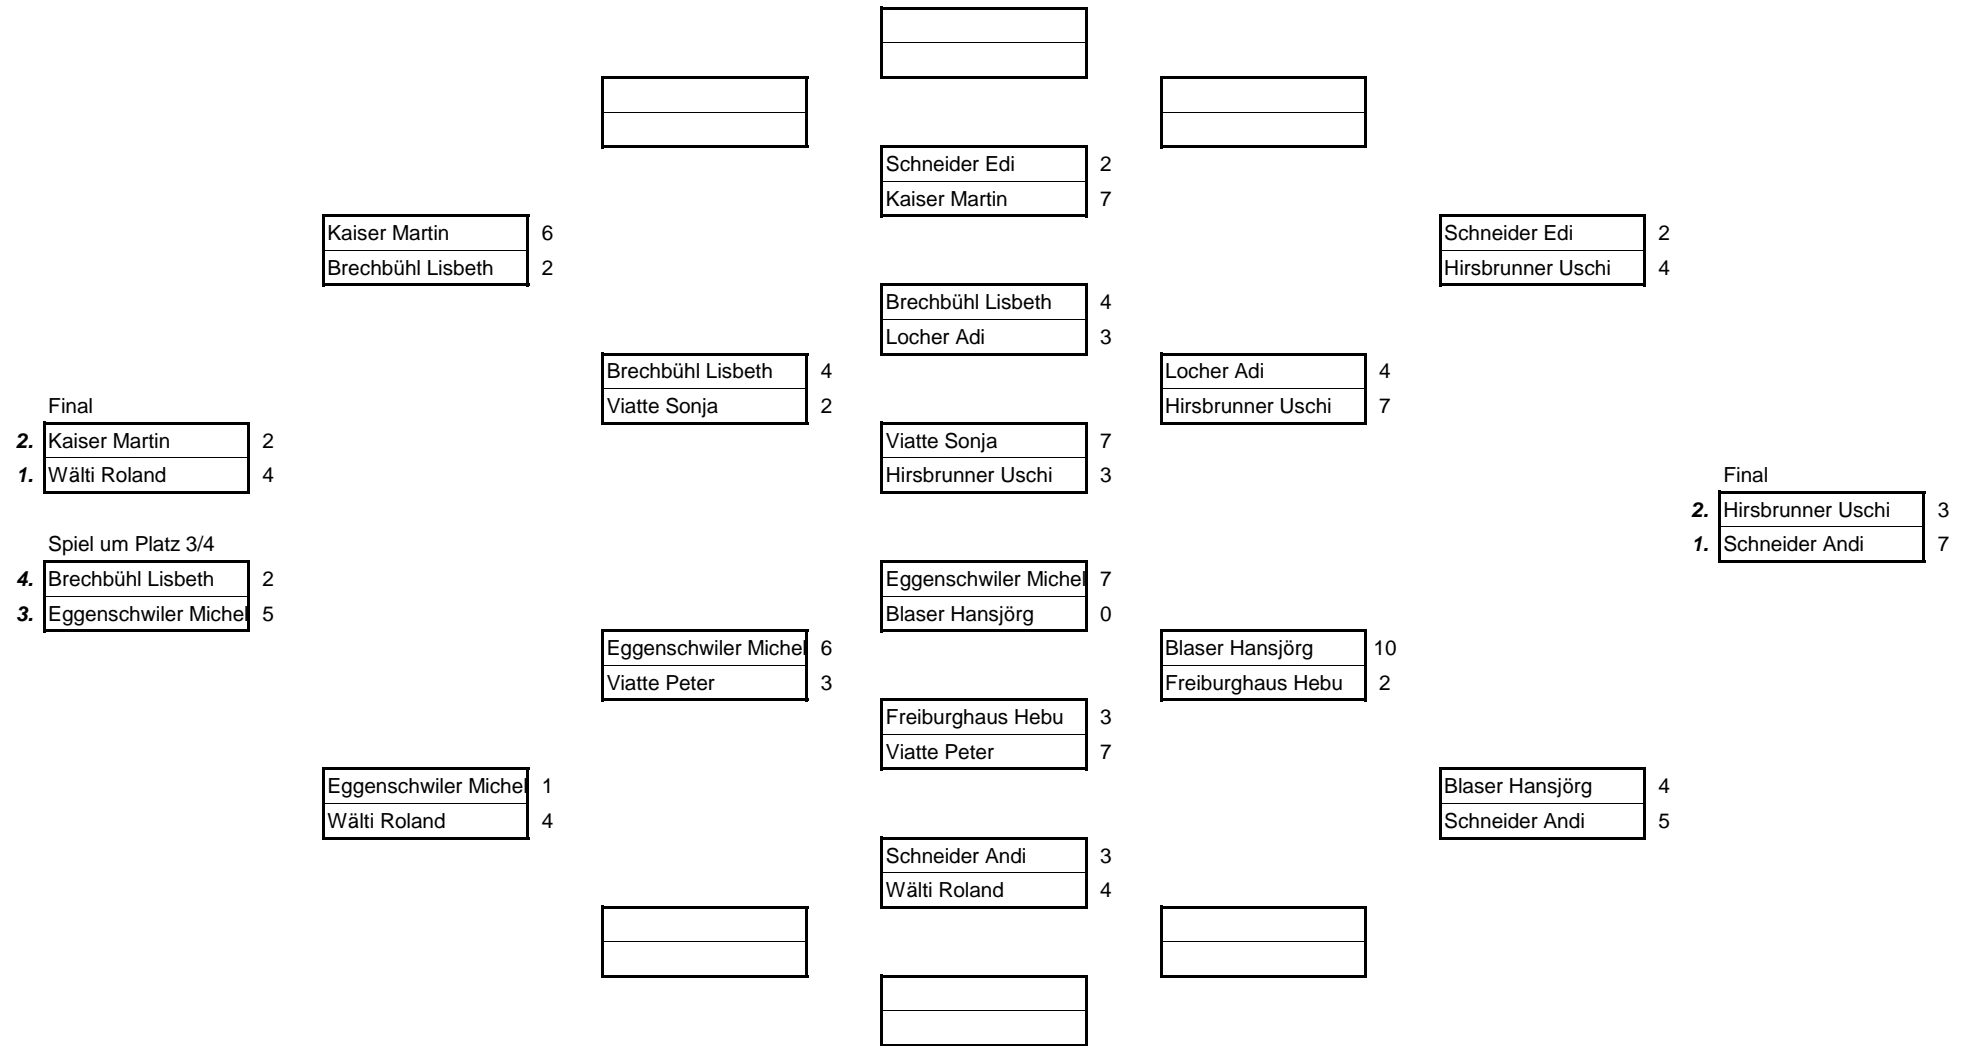 Schneider Edi 2
Kaiser Martin 7
Kaiser Martin 6
Schneider Edi 2
Brechbühl Lisbeth 2
Hirsbrunner Uschi 4
Brechbühl Lisbeth 4
Locher Adi 3
Brechbühl Lisbeth 4
Locher Adi 4
Final
Viatte Sonja 2
Hirsbrunner Uschi 7
2. Kaiser Martin 2
Viatte Sonja 7
1. Wälti Roland 4
Hirsbrunner Uschi 3
Final
2. Hirsbrunner Uschi 3
Spiel um Platz 3/4
1. Schneider Andi 7
4. Brechbühl Lisbeth 2
Eggenschwiler Michel 7
3. Eggenschwiler Michel 5
Blaser Hansjörg 0
Eggenschwiler Michel 6
Blaser Hansjörg 10
Viatte Peter 3
Freiburghaus Hebu 2
Freiburghaus Hebu 3
Viatte Peter 7
Eggenschwiler Michel 1
Blaser Hansjörg 4
Wälti Roland 4
Schneider Andi 5
Schneider Andi 3
Wälti Roland 4